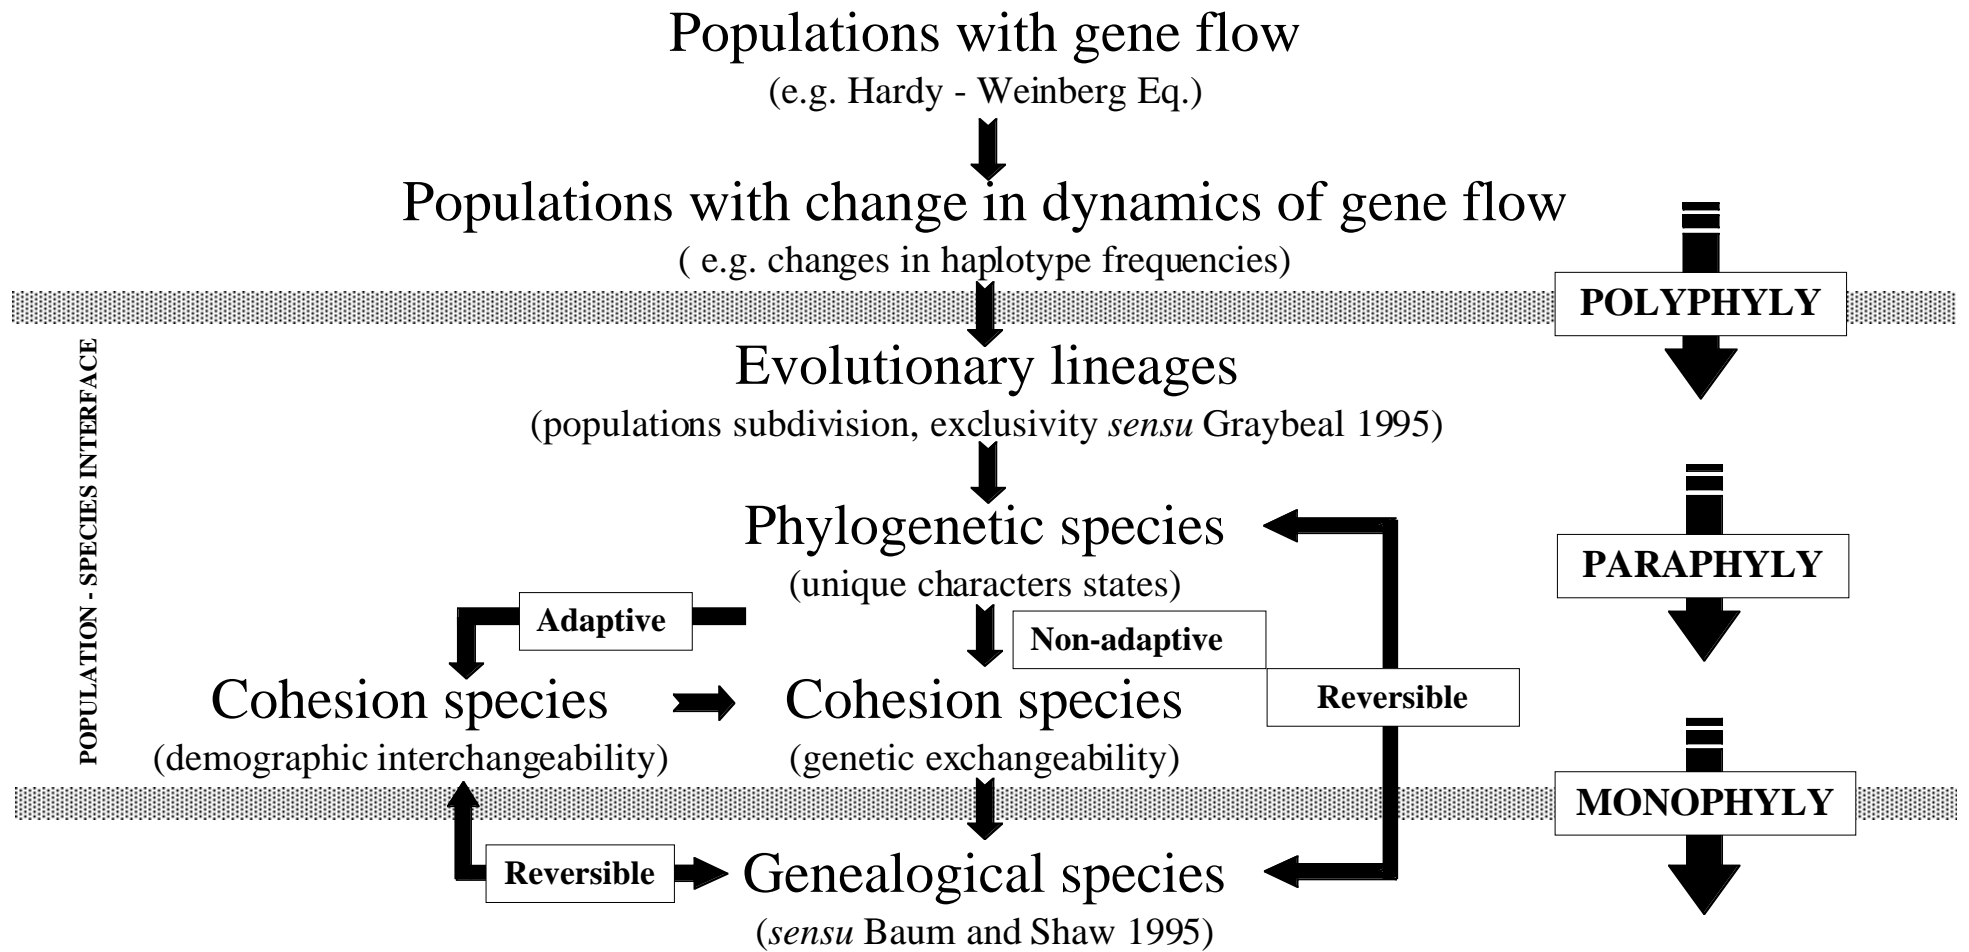 Populations with gene flow
(e.g. Hardy - Weinberg Eq.)
Populations with change in dynamics of gene flow
( e.g. changes in haplotype frequencies)
POLYPHYLY
POPULATION - SPECIES INTERFACE
Evolutionary lineages
(populations subdivision, exclusivity sensu Graybeal 1995)
Phylogenetic species
(unique characters states)
PARAPHYLY
Adaptive
Non-adaptive
Reversible
Cohesion species
(demographic interchangeability)
Cohesion species
(genetic exchangeability)
MONOPHYLY
Reversible
Genealogical species
(sensu Baum and Shaw 1995)